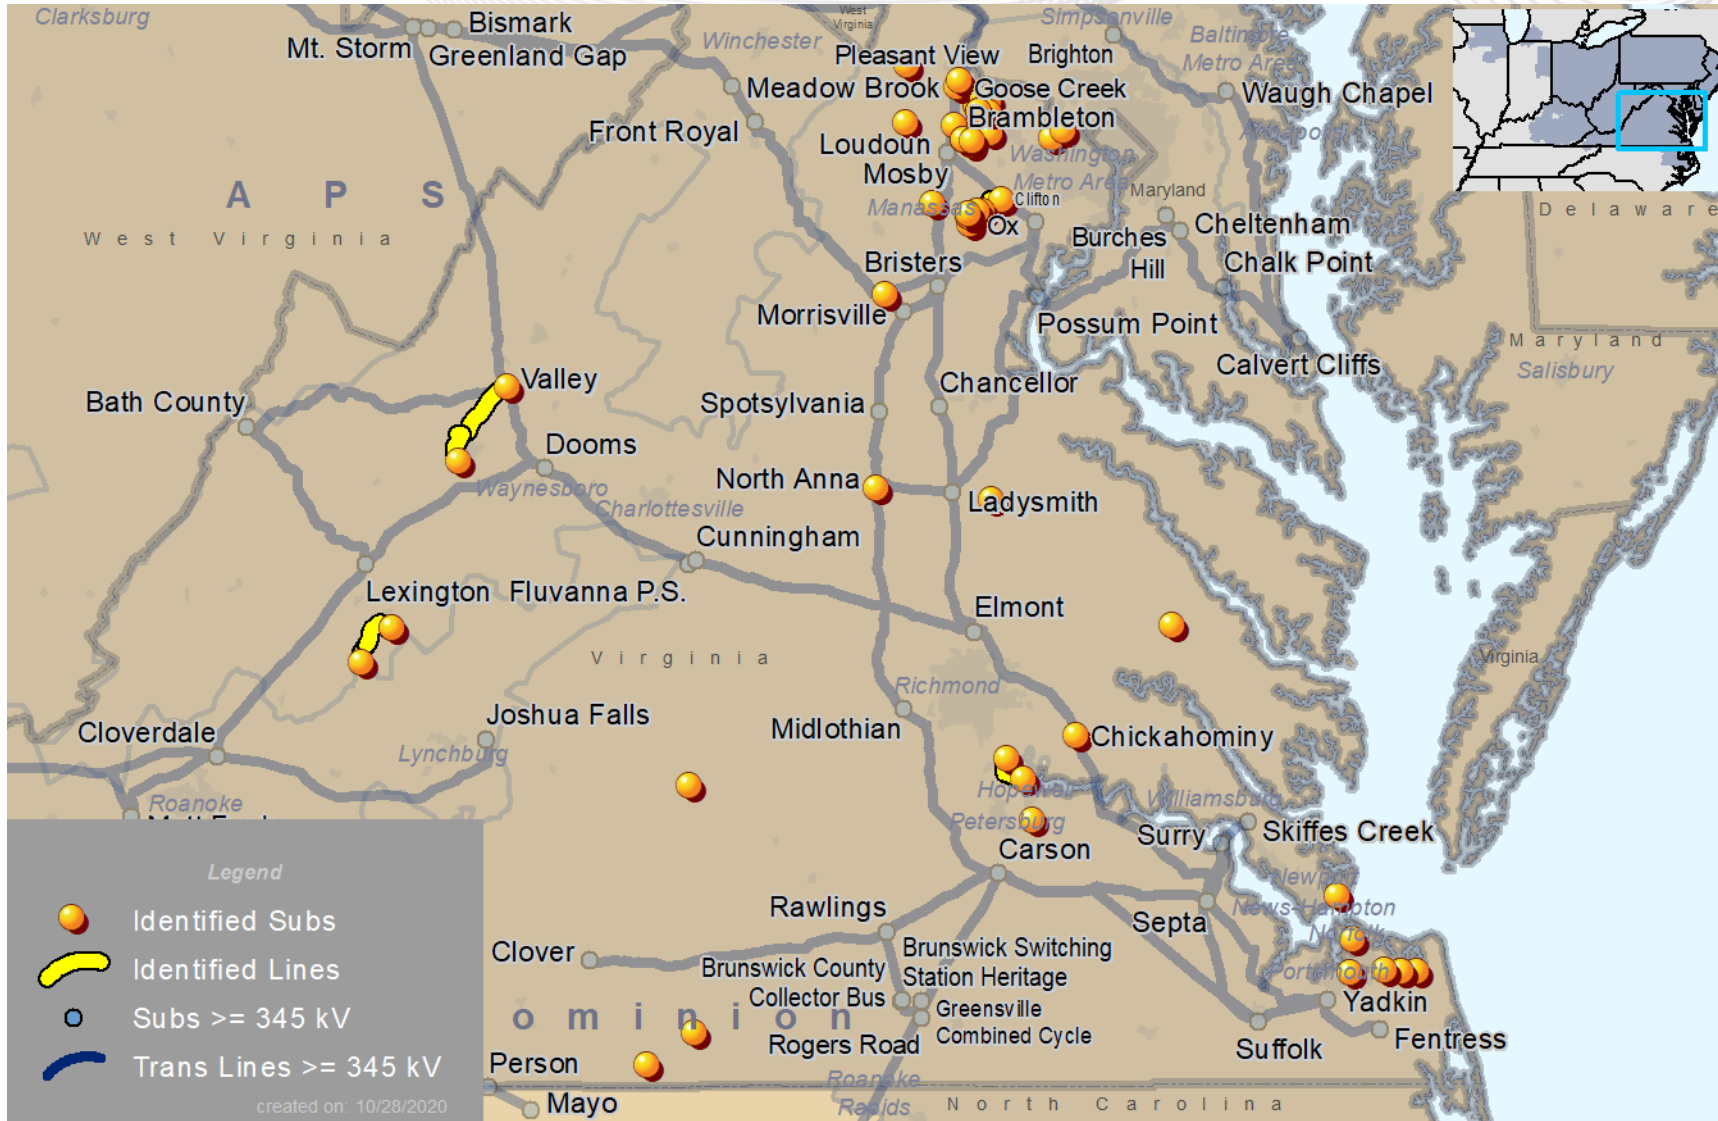 Clarksburg
Bismark
Mt. Storm
Greenland Gap
Winchester
West
Virginia
Simpsonville
Pleasant View
Brighton
Baltimore
Metro Area
Meadow Brook
Goose Creek
Waugh Chapel
Front Royal
Brambleton
Annapolis
Loudoun
Washington
Metro Area
Mosby
Maryland
A P S
Manassas
Clifton
Delaware
West Virginia
Ox
Burches
Hill
Cheltenham
Bristers
Chalk Point
Morrisville
Possum Point
Maryland
Calvert Cliffs
Salisbury
Valley
Chancellor
Bath County
Spotsylvania
Dooms
North Anna
Waynesboro
Ladysmith
Charlottesville
Cunningham
Lexington
Fluvanna P.S.
Elmont
Virginia
Virginia
Richmond
Joshua Falls
Midlothian
Cloverdale
Chickahominy
Lynchburg
Hopewell
Williamsburg
Roanoke
Petersburg
Surry
Skiffes Creek
Carson
Newport
News-Hampton
Norfolk
Rawlings
Septa
Clover
Brunswick County
Collector Bus
Brunswick Switching
Station Heritage
Portsmouth
Yadkin
ominion
Greensville
Combined Cycle
Rogers Road
Suffolk
Fentress
Person
Roanoke
Rapids
Mayo
North Carolina
Legend
Identified Subs
Identified Lines
Subs >= 345 kV
Trans Lines >= 345 kV
created on: 10/28/2020